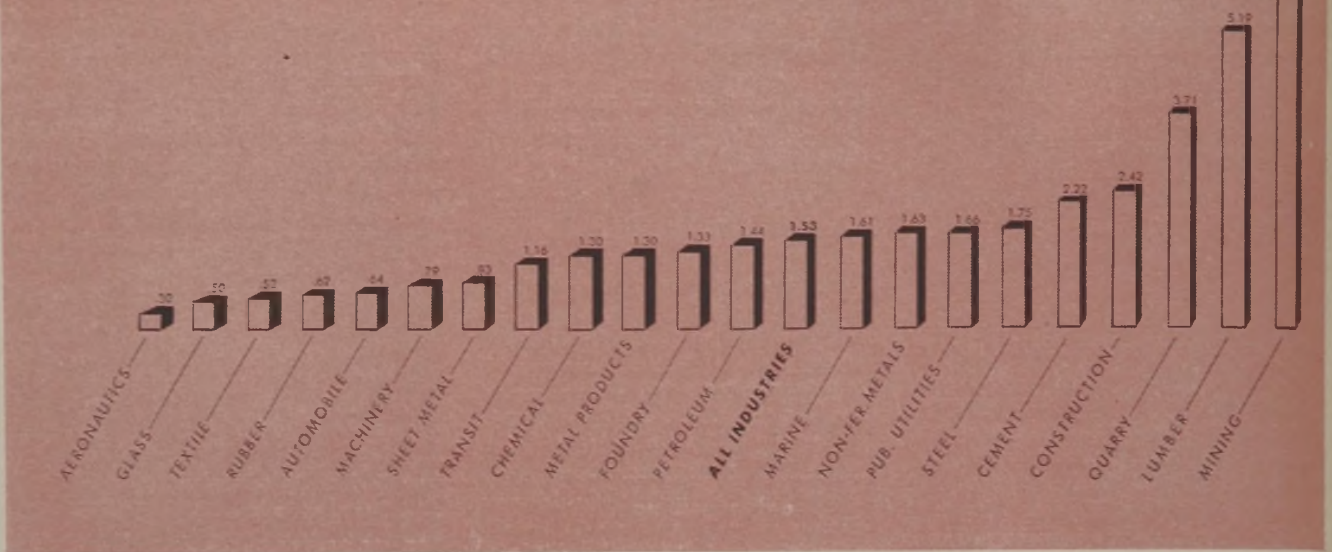 5.19
3.71
2.42
2.22
1.75
1.66
1.63
1.61
1.53
1.44
1.33
1.30
1.30
1.16
.79
.64
.62
.52
.50
AERONAUTICS
GLASS
TEXTILE
RUBBER
AUTOMOBILE
MACHINERY
SHEET METAL
TRANSIT
CHEMICAL
METAL PRODUCTS
FOUNDRY
PETROLEUM
ALL INDUSTRIES
MARINE
NON-FER. METALS
PUB. UTILITIES
STEEL
CEMENT
CONSTRUCTION
QUARRY
LUMBER
MINING